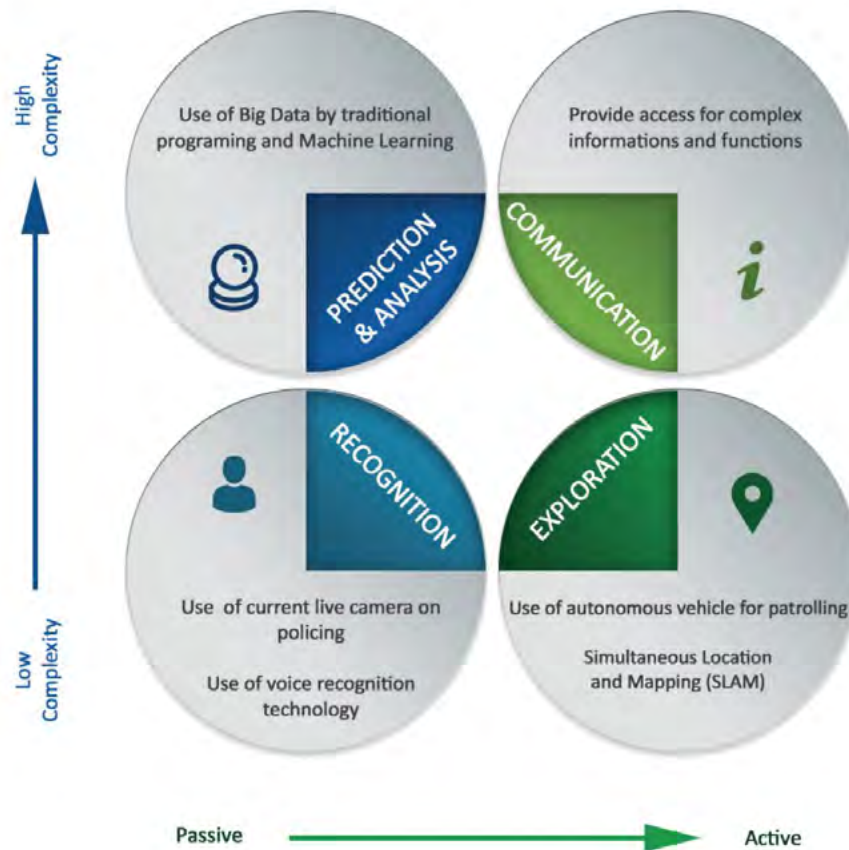 High
Complexity
Use of Big Data by traditional
programing and Machine Learning
Provide access for complex
informations and functions
PREDICTION
& ANALYSIS
COMMUNICATION
i
RECOGNITION
EXPLORATION
Use of current live camera on
policing
Use of voice recognition
technology
Use of autonomous vehicle for patrolling
Simultaneous Location
and Mapping (SLAM)
Low
Complexity
Passive
Active